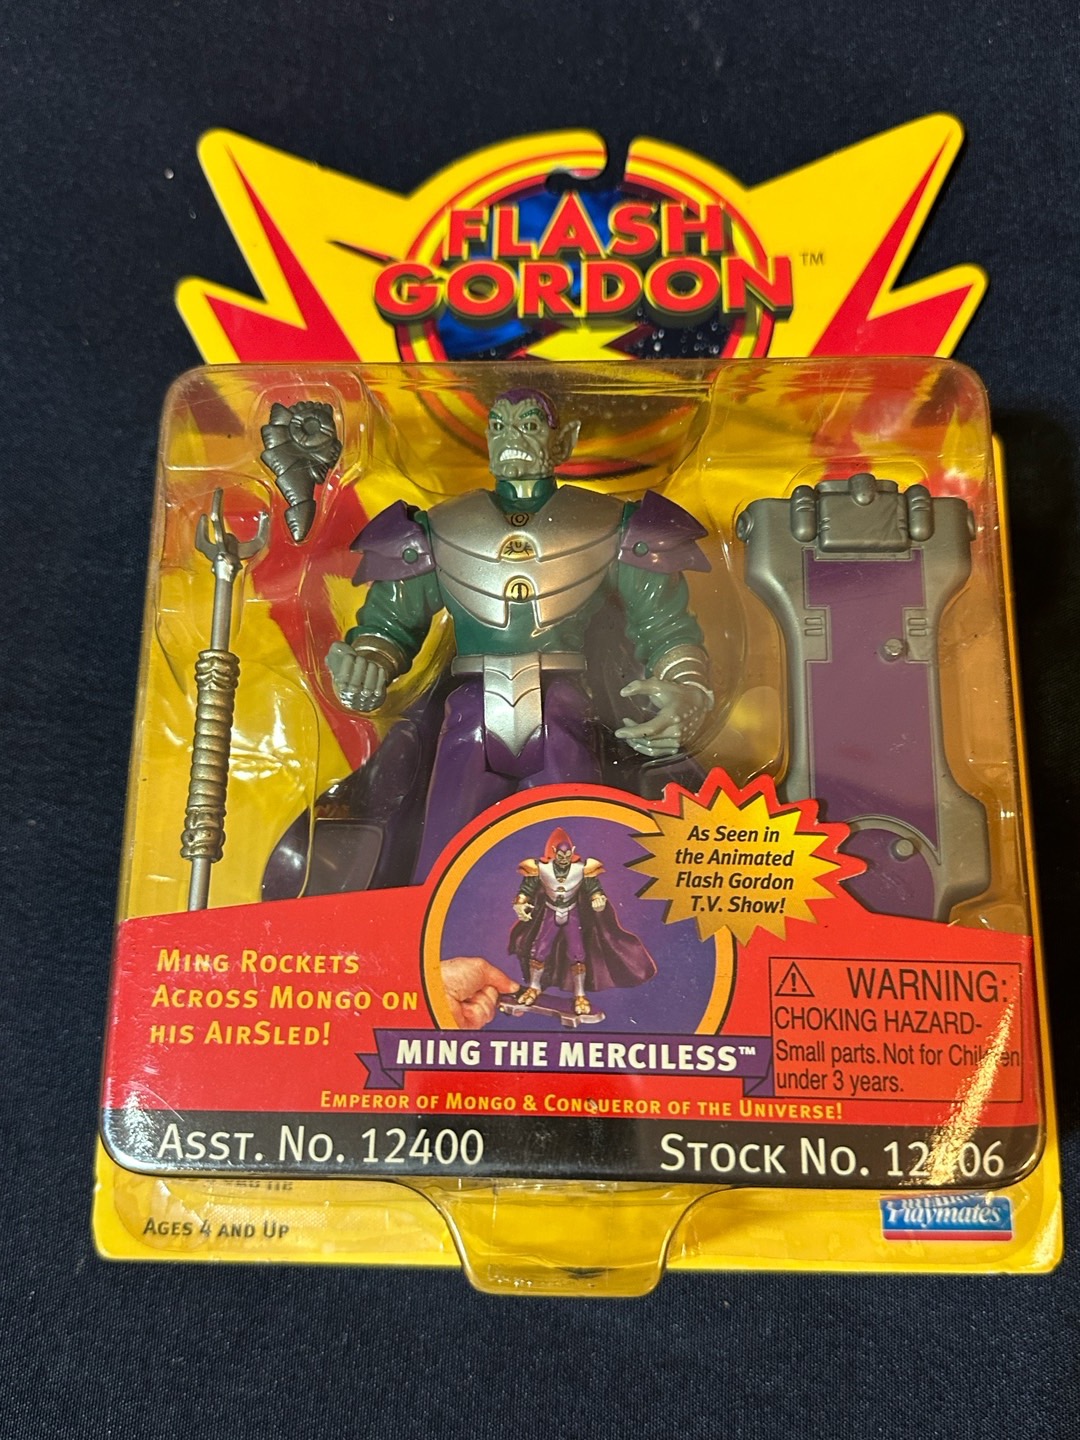 FLASH
GORDON™
As Seen in
the Animated
Flash Gordon
T.V. Show!
MING ROCKETS
ACROSS MONGO ON
HIS AIRSLED!
WARNING:
CHOKING HAZARD-
Small parts. Not for Children
under 3 years.
MING THE MERCILESS™
EMPEROR OF MONGO & CONQUEROR OF THE UNIVERSE!
ASST. NO. 12400
STOCK NO. 12406
AGES 4 AND UP
Playmates